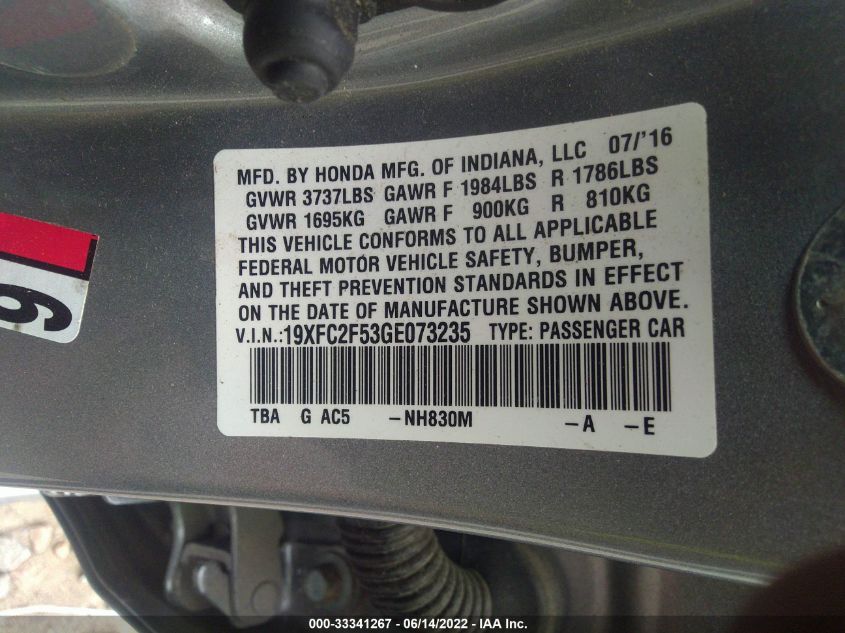 MFD. BY HONDA MFG. OF INDIANA, LLC 07/'16
GVWR 3737LBS GAWR F 1984LBS R 1786LBS
GVWR 1695KG GAWR F 900KG R 810KG
THIS VEHICLE CONFORMS TO ALL APPLICABLE
FEDERAL MOTOR VEHICLE SAFETY, BUMPER,
AND THEFT PREVENTION STANDARDS IN EFFECT
ON THE DATE OF MANUFACTURE SHOWN ABOVE.
V.I.N.:19XFC2F53GE073235 TYPE: PASSENGER CAR
TBA G AC5 -NH830M -A -E
6
000-33341267 - 06/14/2022 - IAA Inc.